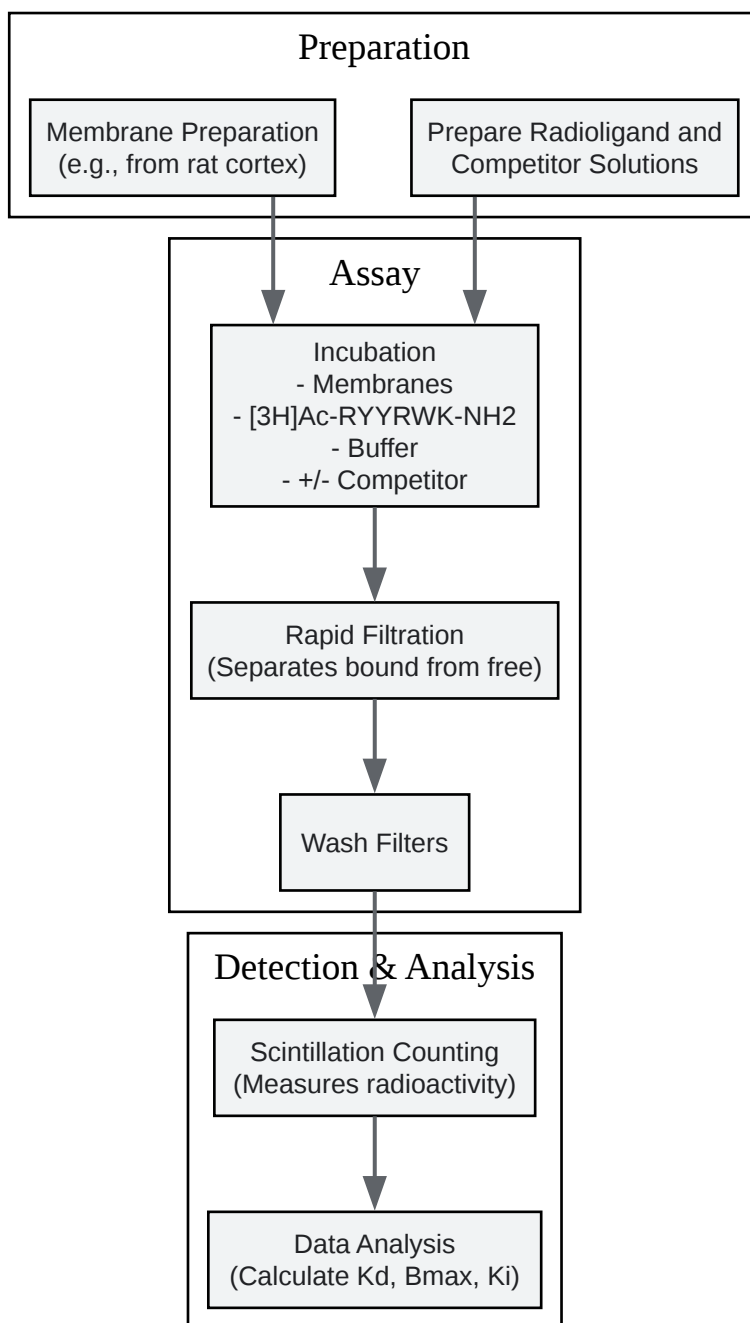 Preparation
Membrane Preparation
(e.g., from rat cortex)
Prepare Radioligand and
Competitor Solutions
Assay
Incubation
- Membranes
- [3H]Ac-RYYRWK-NH2
- Buffer
- +/- Competitor
Rapid Filtration
(Separates bound from free)
Wash Filters
Detection & Analysis
Scintillation Counting
(Measures radioactivity)
Data Analysis
(Calculate Kd, Bmax, Ki)